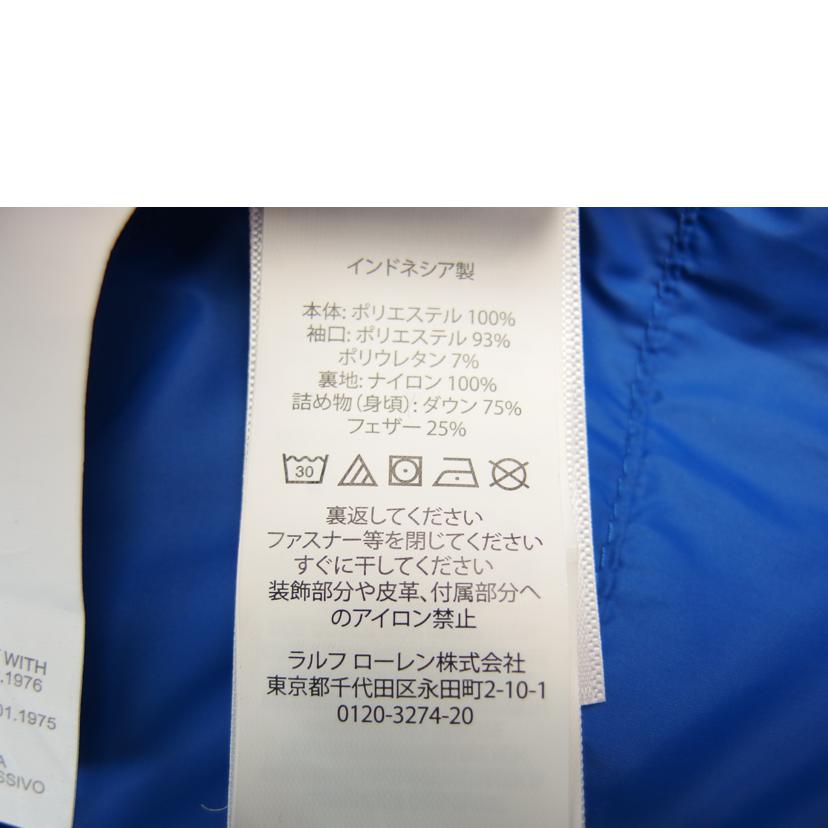 インドネシア製
本体: ポリエステル 100%
袖口: ポリエステル 93%
ポリウレタン 7%
裏地: ナイロン 100%
詰め物 (身頃): ダウン 75%
フェザー 25%
30
裏返してください
ファスナー等を閉じてください
すぐに干してください
装飾部分や皮革、付属部分へ
のアイロン禁止
ラルフ ローレン株式会社
東京都千代田区永田町2-10-1
0120-3274-20
WITH
.1976
01.1975